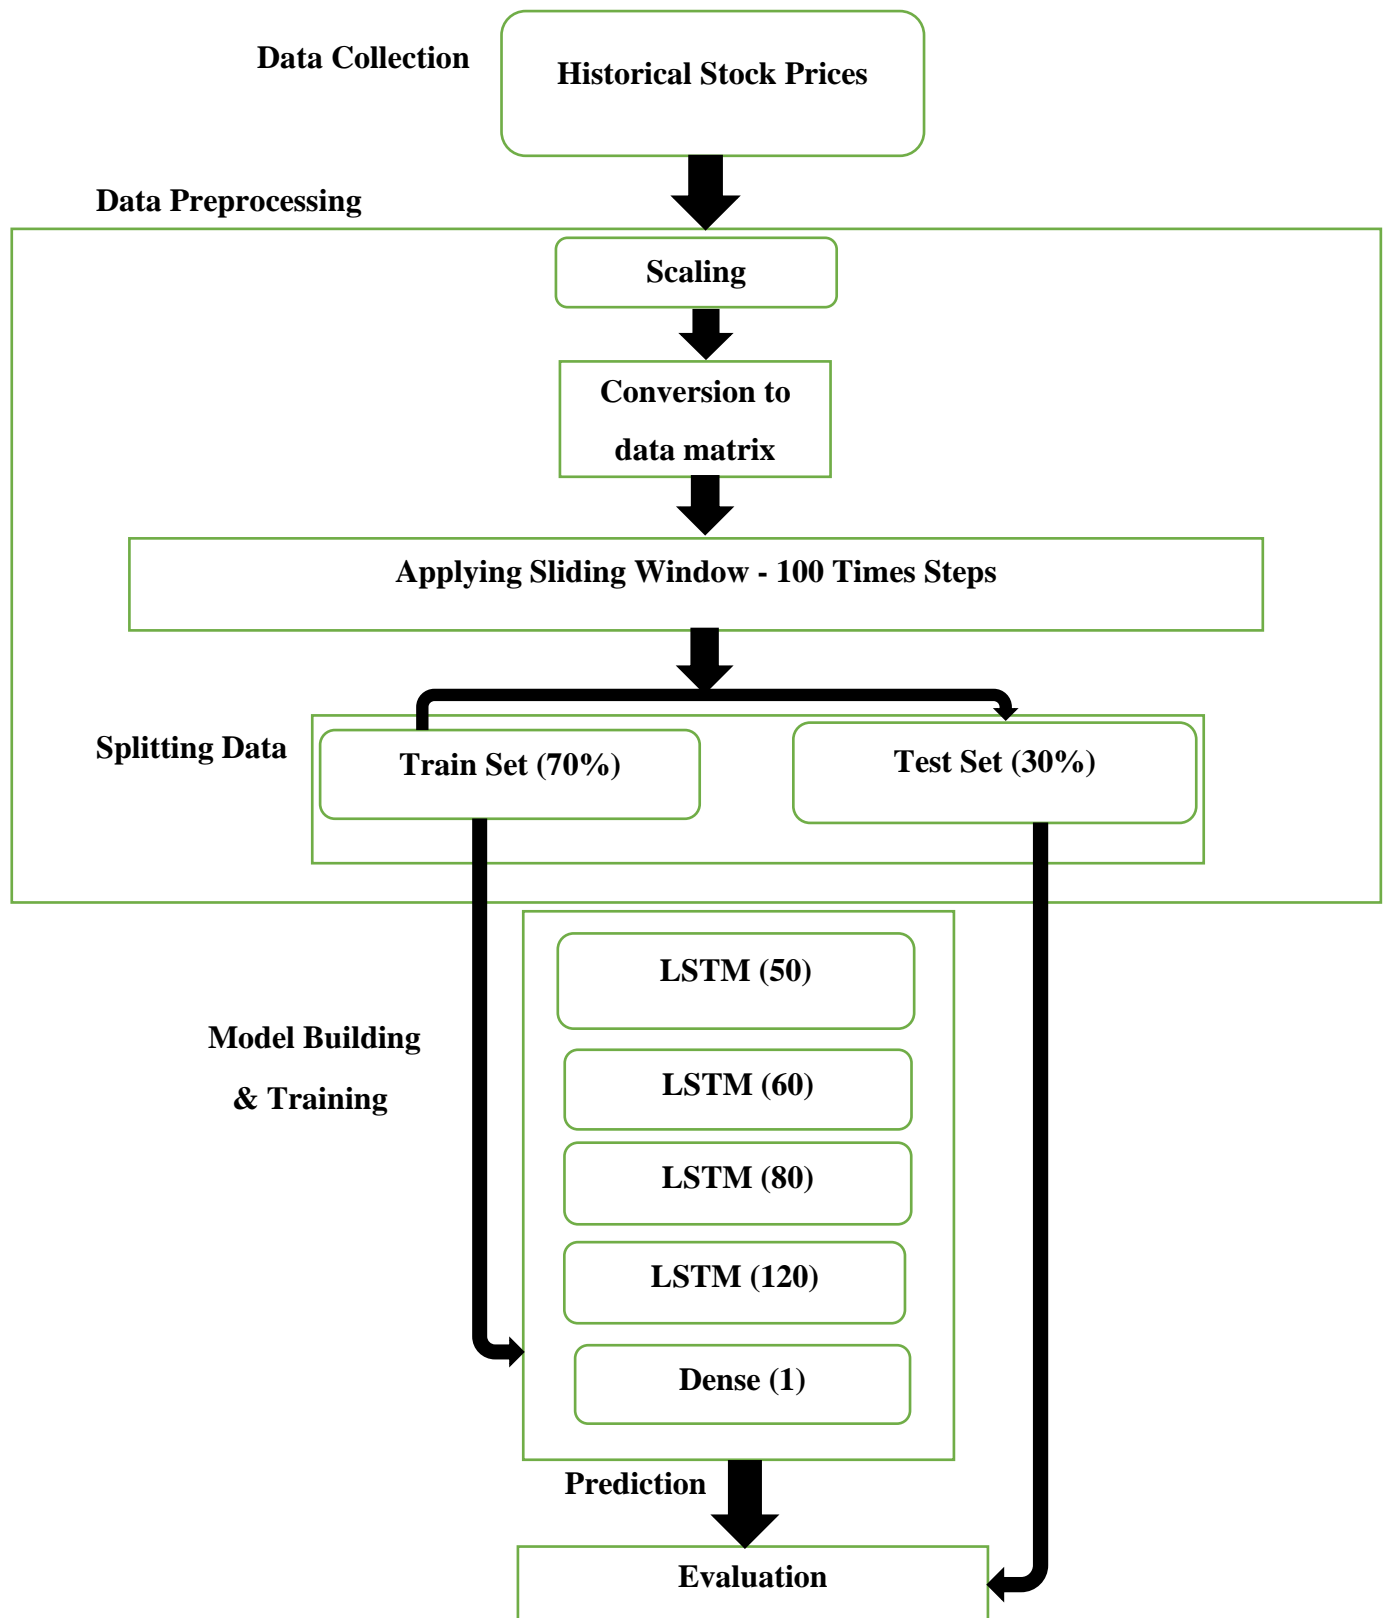 Data Collection
Historical Stock Prices
Data Preprocessing
Scaling
Conversion to
data matrix
Applying Sliding Window - 100 Times Steps
Splitting Data
Train Set (70%)
Test Set (30%)
LSTM (50)
Model Building
& Training
LSTM (60)
LSTM (80)
LSTM (120)
Dense (1)
Prediction
Evaluation